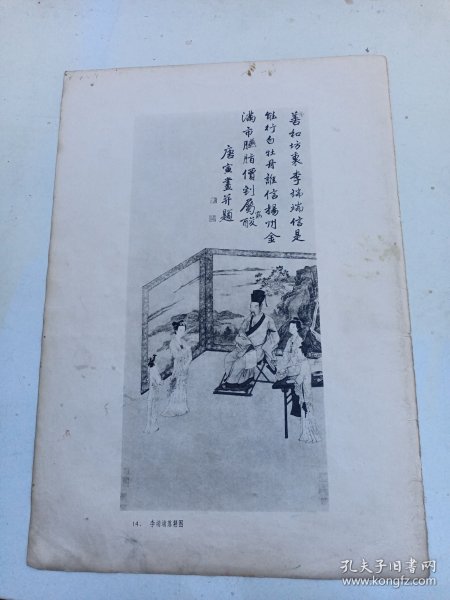 善和坊裏李端端信是
能行白牡丹誰信揚州金
滿市臙脂價到屬窮酸
唐寅畫并題
14. 李端端落籍图
孔夫子旧书网
www.kongfz.com